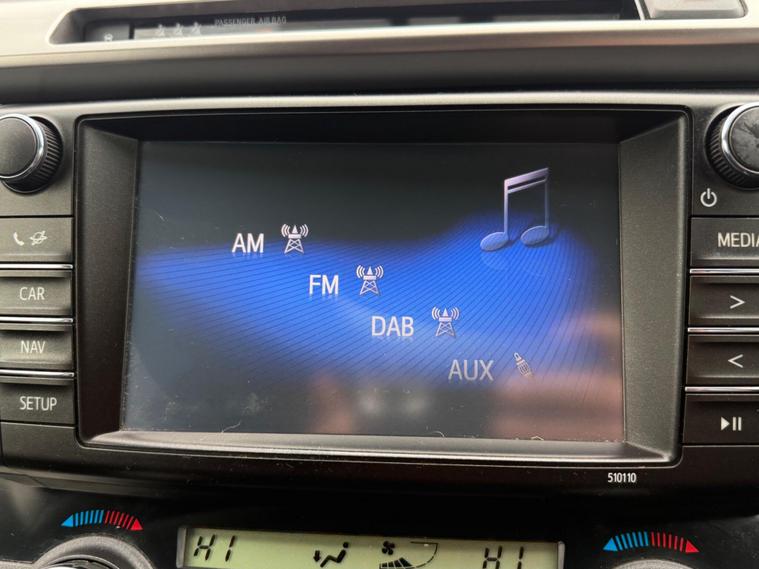 PASSENGER AIRBAG
AM
FM
DAB
AUX
CAR
NAV
SETUP
MEDIA
>
<
510110
HI
HI